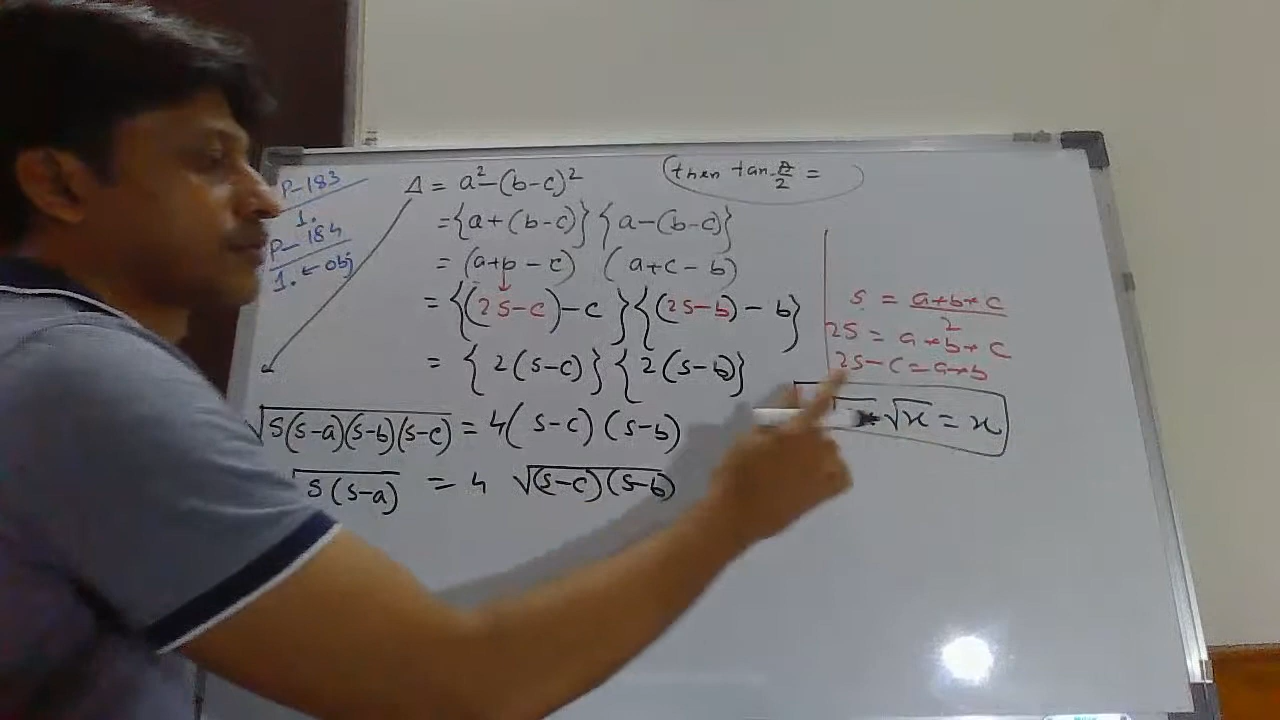 P-183
1.
P-184
1. ← obj
Δ = a²-(b-c)²
(then tan A/2 =
={a+(b-c)}{a-(b-c)}
= (a+b-c) (a+c-b)
= {(2s-c)-c}{(2s-b)-b}
= {2(s-c)}{2(s-b)}
√s(s-a)(s-b)(s-c) = 4(s-c)(s-b)
√s(s-a) = 4 √(s-c)(s-b)
s = a+b+c/2
2s = a+b+c
2s-c=a+b
√x = x